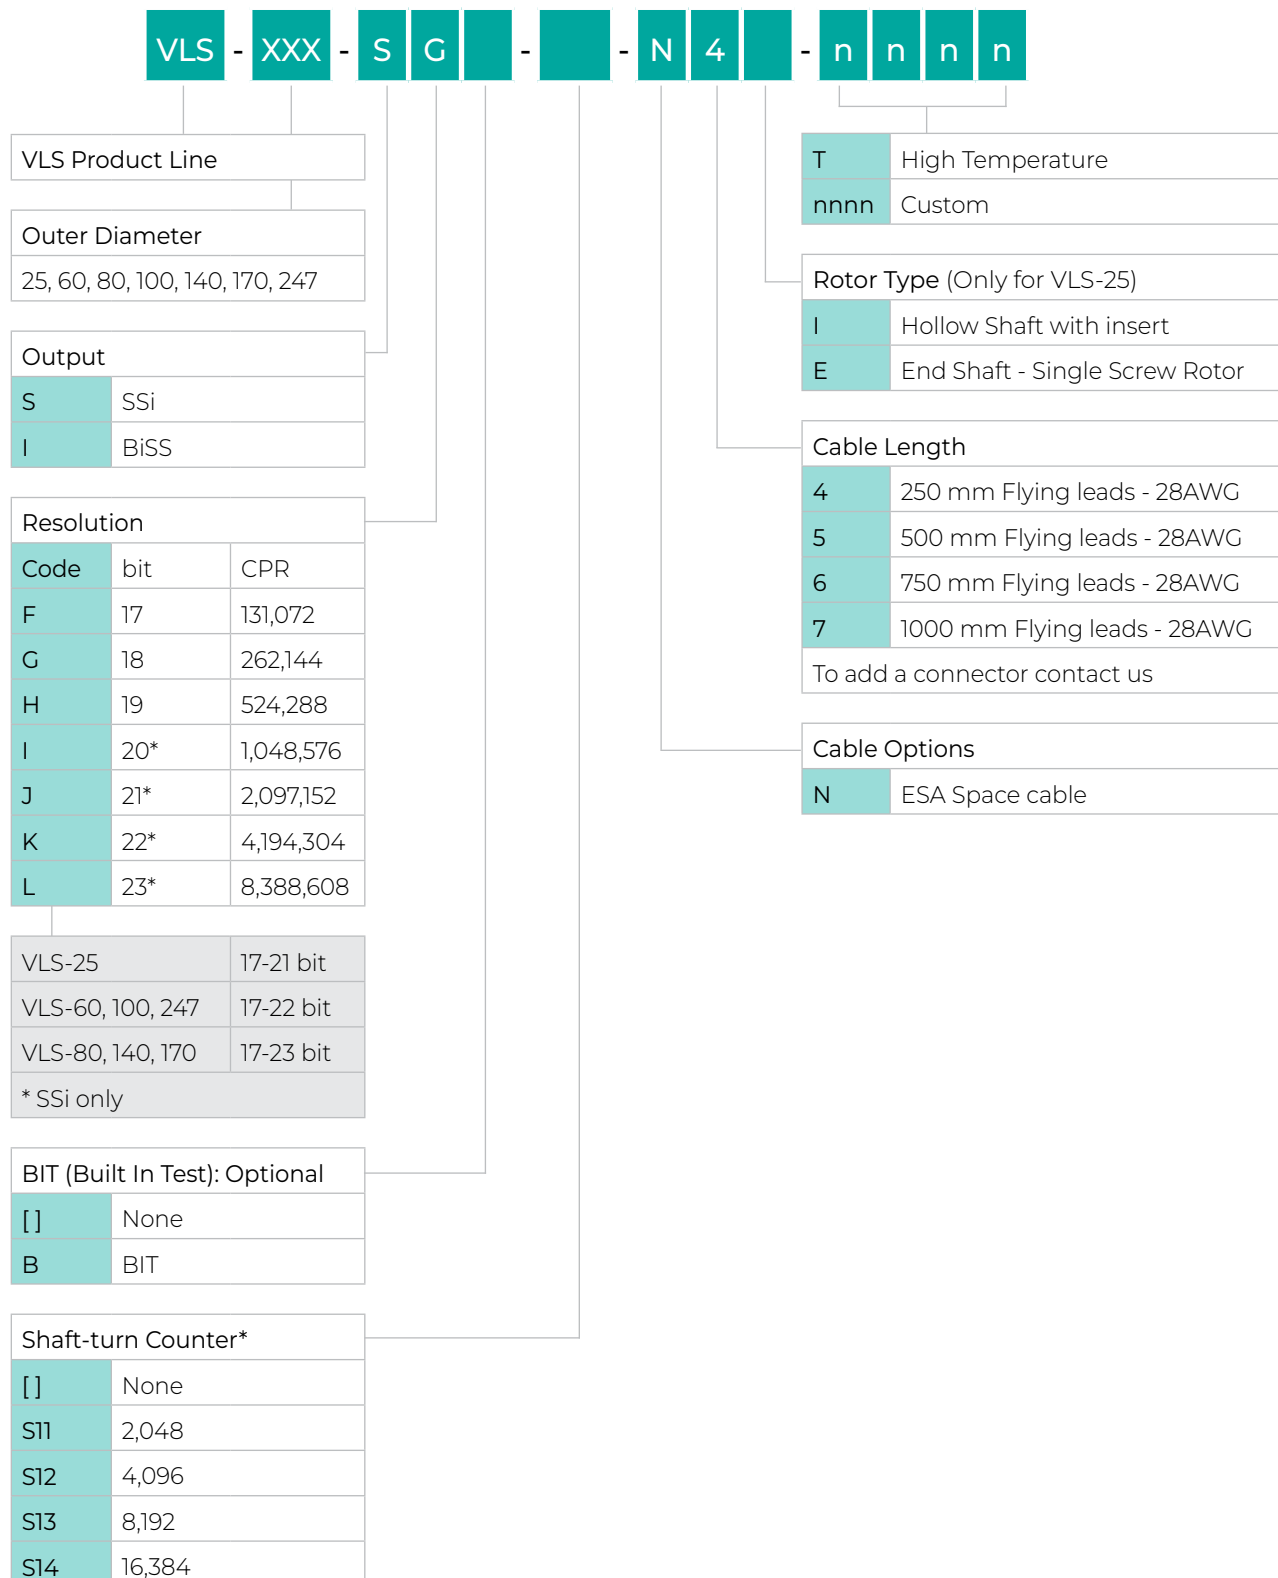 VLS - XXX - S G - - N 4 - n n n n
VLS Product Line
Outer Diameter
25, 60, 80, 100, 140, 170, 247
Output
S SSi
I BiSS
Resolution
Code bit CPR
F 17 131,072
G 18 262,144
H 19 524,288
I 20* 1,048,576
J 21* 2,097,152
K 22* 4,194,304
L 23* 8,388,608
VLS-25 17-21 bit
VLS-60, 100, 247 17-22 bit
VLS-80, 140, 170 17-23 bit
* SSi only
BIT (Built In Test): Optional
[ ] None
B BIT
Shaft-turn Counter*
[ ] None
S11 2,048
S12 4,096
S13 8,192
S14 16,384
T High Temperature
nnnn Custom
Rotor Type (Only for VLS-25)
I Hollow Shaft with insert
E End Shaft - Single Screw Rotor
Cable Length
4 250 mm Flying leads - 28AWG
5 500 mm Flying leads - 28AWG
6 750 mm Flying leads - 28AWG
7 1000 mm Flying leads - 28AWG
To add a connector contact us
Cable Options
N ESA Space cable